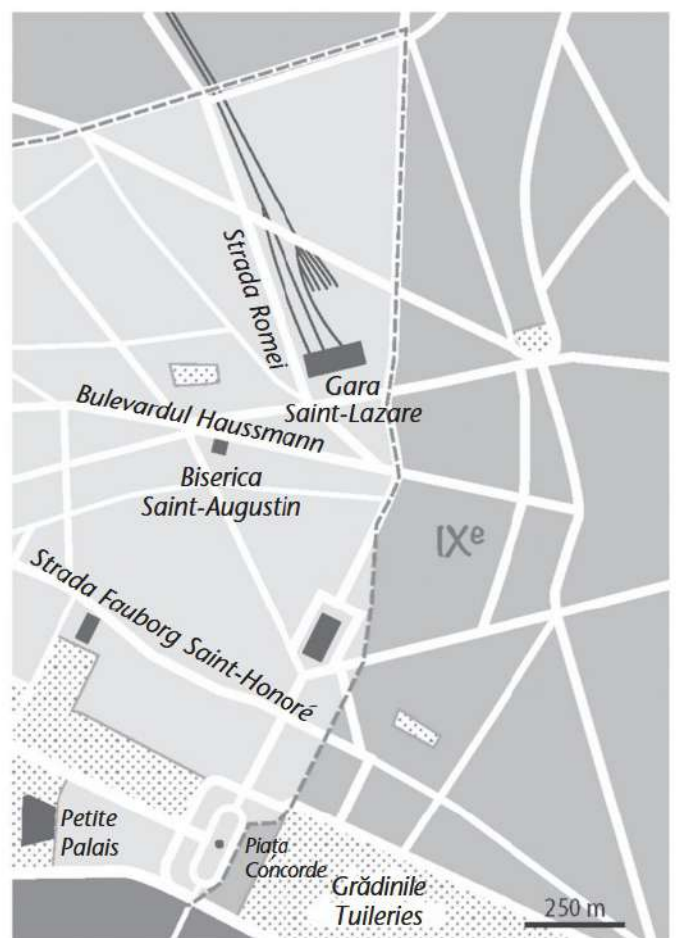 Strada Romei
Gara
Saint-Lazare
Bulevardul Haussmann
Biserica
Saint-Augustin
IXe
Strada Fauborg Saint-Honoré
Petite
Palais
Piața
Concorde
Grădinile
Tuileries
250 m